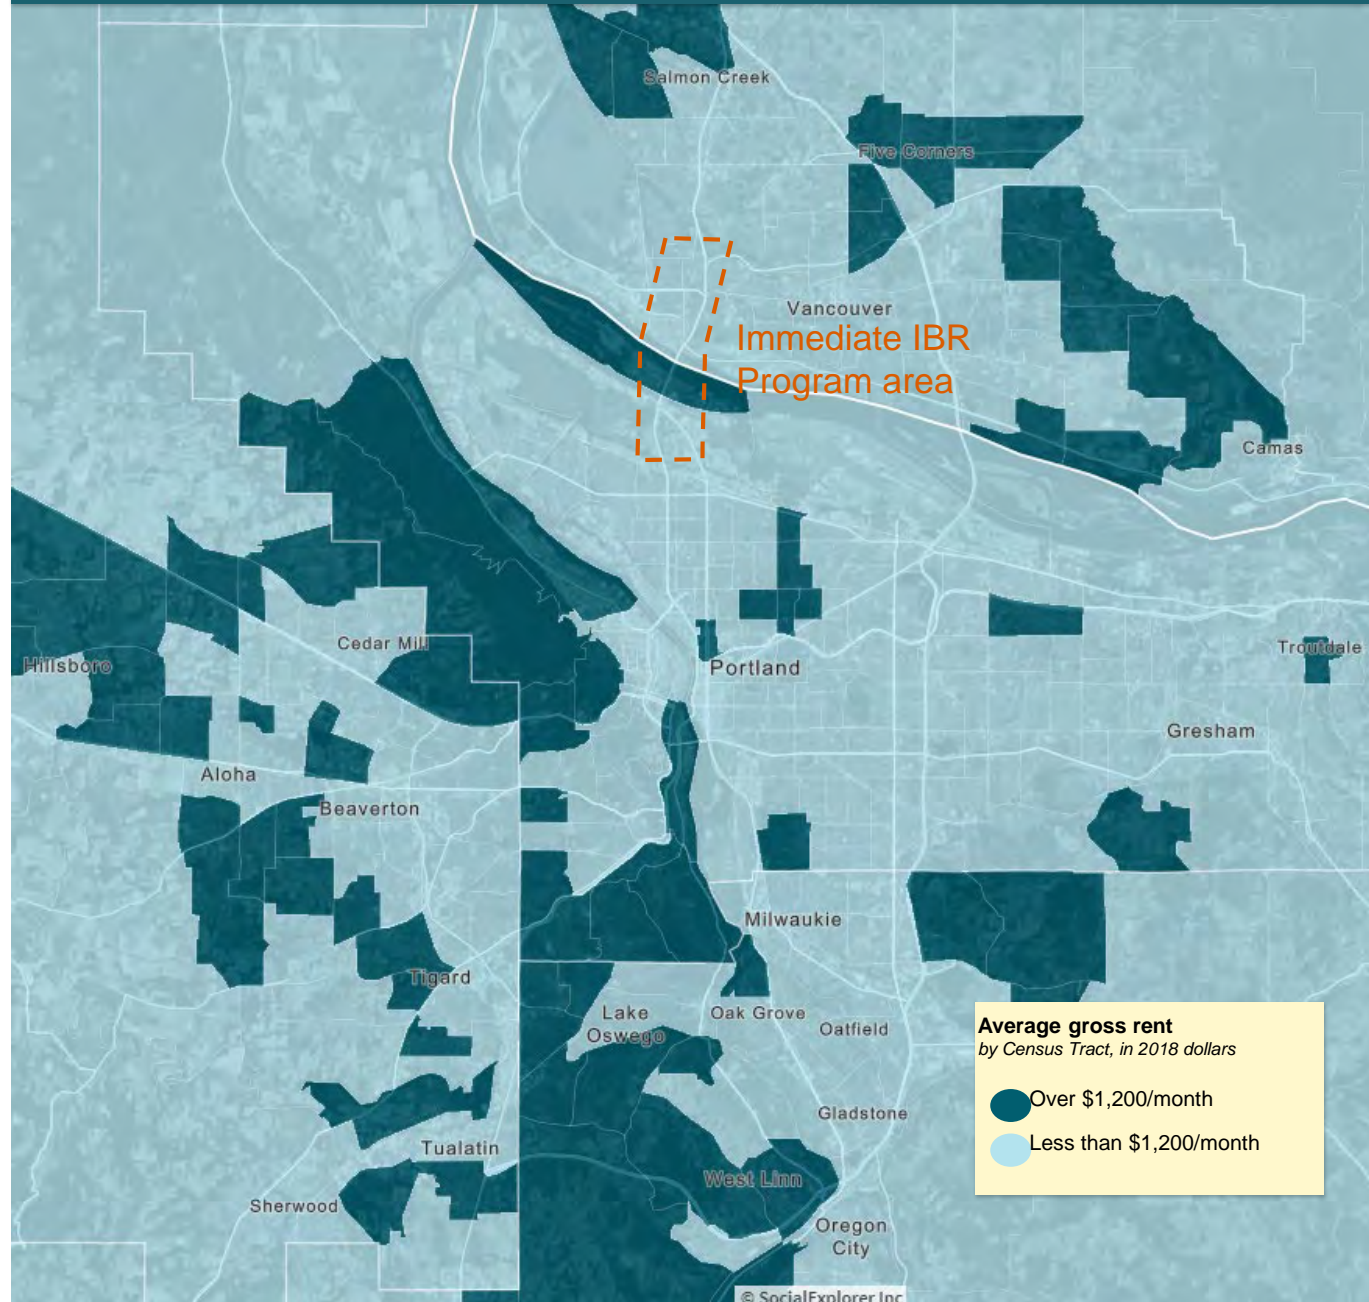 Salmon Creek
Five Corners
Vancouver
Immediate IBR
Program area
Camas
Cedar Mill
Hillsboro
Portland
Troutdale
Gresham
Aloha
Beaverton
Milwaukie
Tigard
Lake
Oswego
Oak Grove
Oatfield
Average gross rent
by Census Tract, in 2018 dollars
Over $1,200/month
Less than $1,200/month
Gladstone
Tualatin
West Linn
Sherwood
Oregon
City
© SocialExplorer Inc